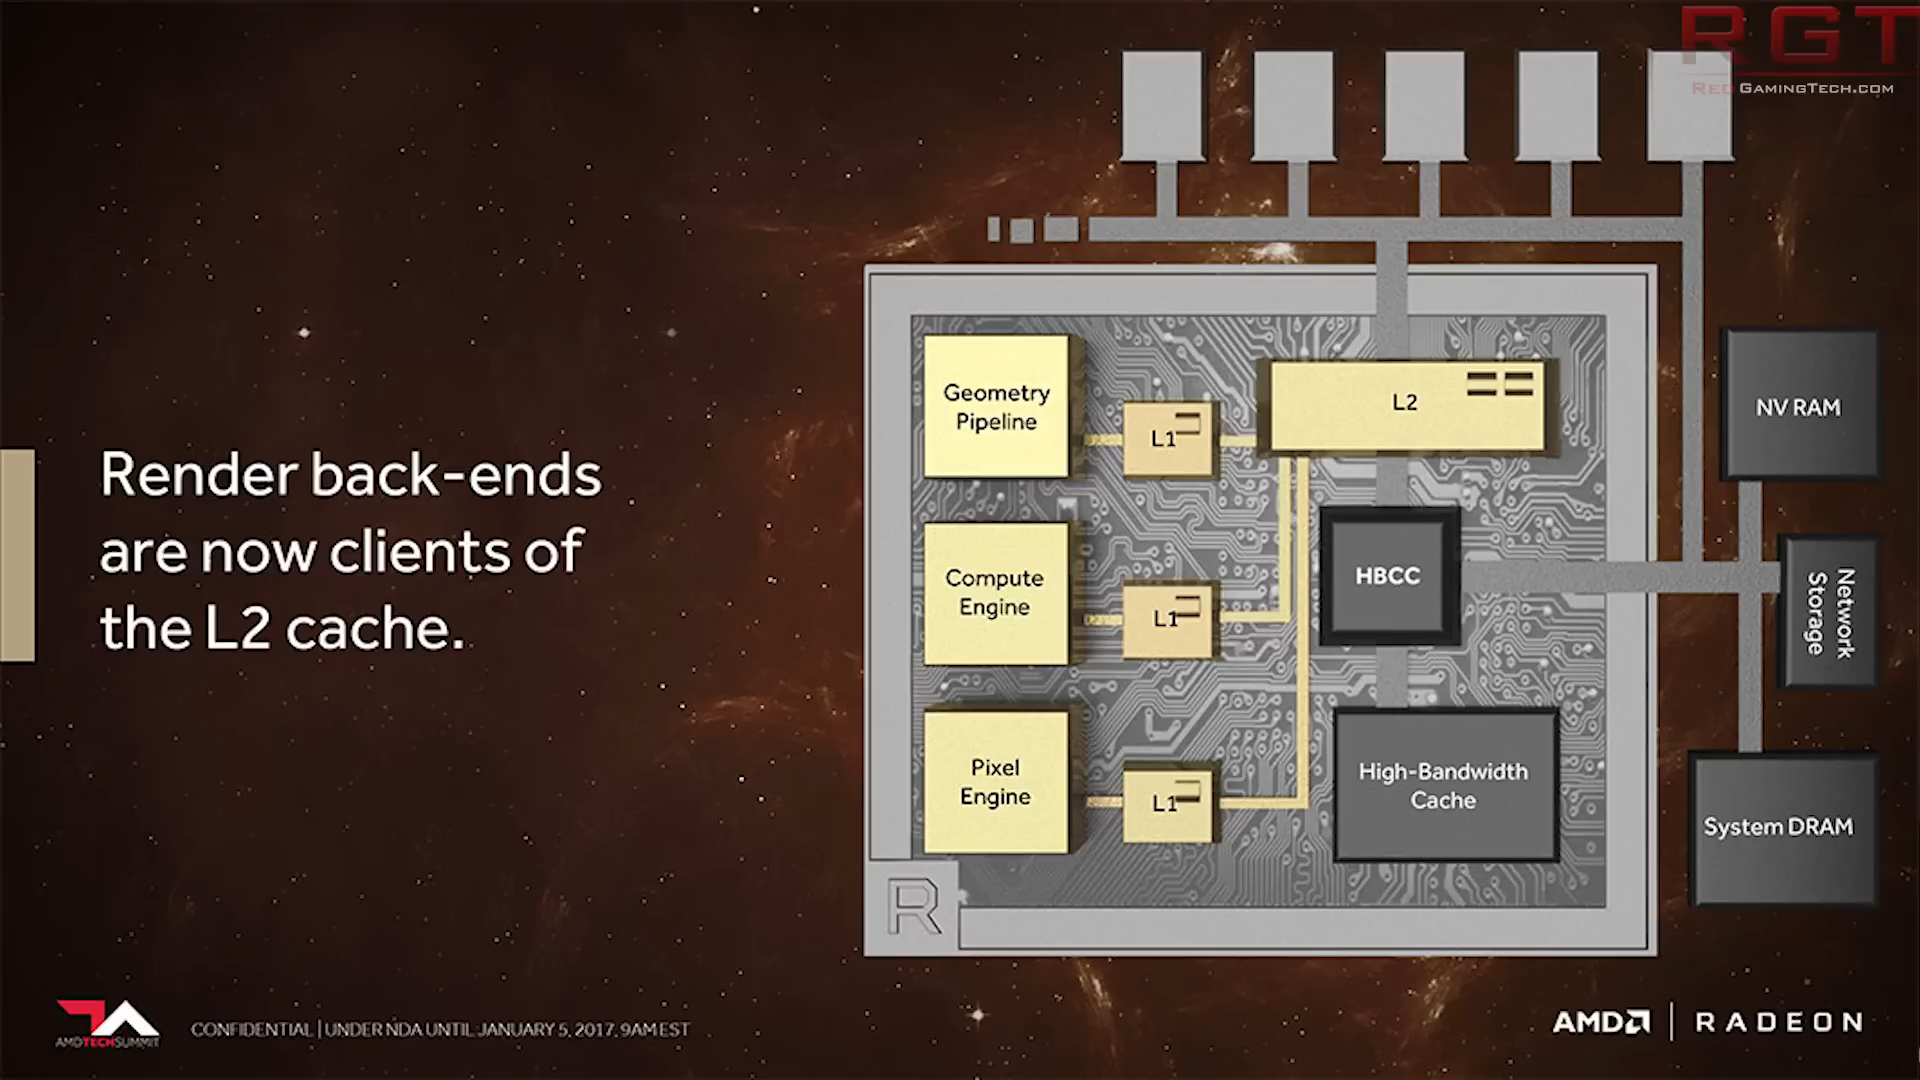 RGT
RedGamingTech.com
Render back-ends
are now clients of
the L2 cache.
Geometry
Pipeline
L1
L2
Compute
Engine
L1
HBCC
Pixel
Engine
L1
High-Bandwidth
Cache
NV RAM
Network
Storage
System DRAM
R
AMDTECHSUMMIT
CONFIDENTIAL | UNDER NDA UNTIL JANUARY 5, 2017, 9AM EST
AMD | RADEON